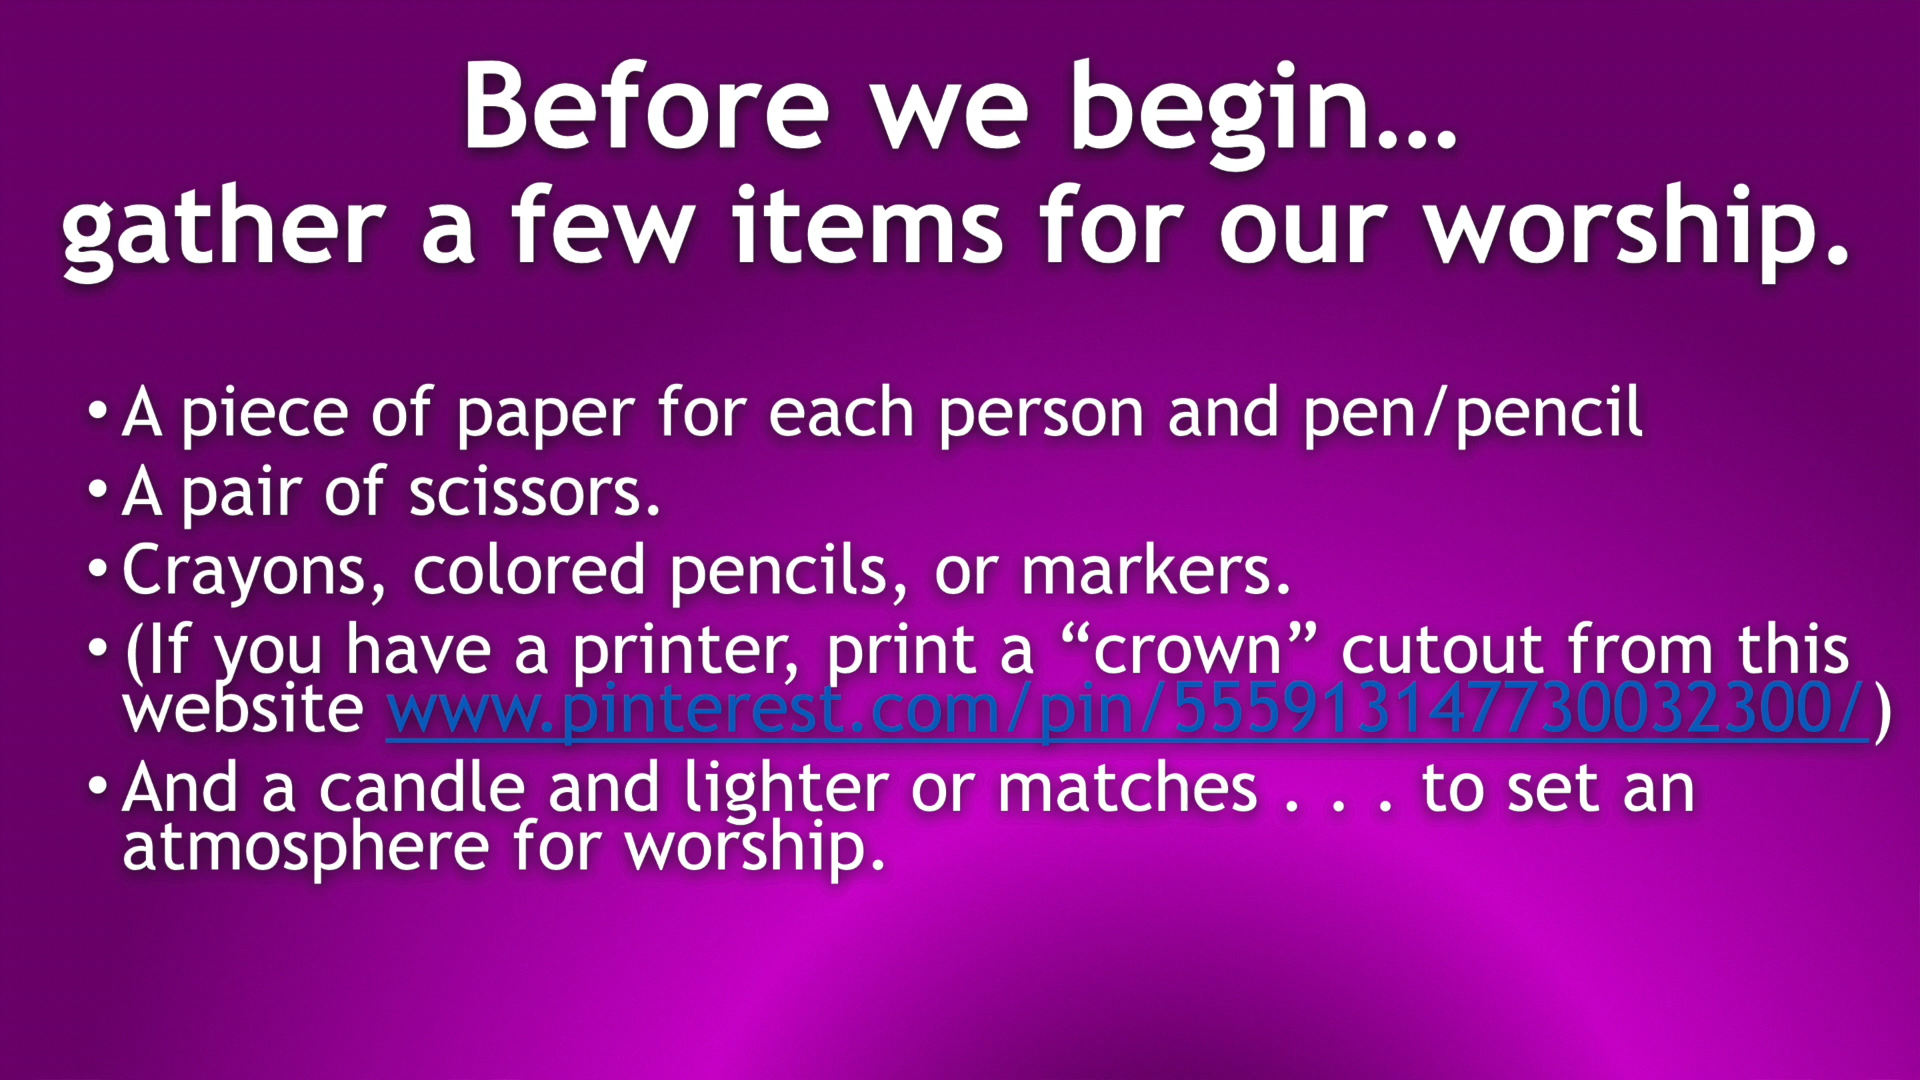 Before we begin…
gather a few items for our worship.
• A piece of paper for each person and pen/pencil
• A pair of scissors.
• Crayons, colored pencils, or markers.
• (If you have a printer, print a “crown” cutout from this
website www.pinterest.com/pin/555913147730032300/)
• And a candle and lighter or matches . . . to set an
atmosphere for worship.